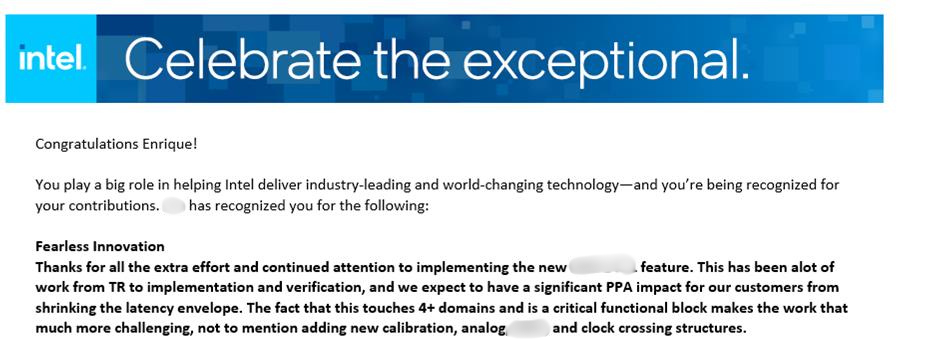 intel. Celebrate the exceptional.
Congratulations Enrique!
You play a big role in helping Intel deliver industry-leading and world-changing technology—and you're being recognized for
your contributions. has recognized you for the following:
Fearless Innovation
Thanks for all the extra effort and continued attention to implementing the new feature. This has been alot of
work from TR to implementation and verification, and we expect to have a significant PPA impact for our customers from
shrinking the latency envelope. The fact that this touches 4+ domains and is a critical functional block makes the work that
much more challenging, not to mention adding new calibration, analog, and clock crossing structures.